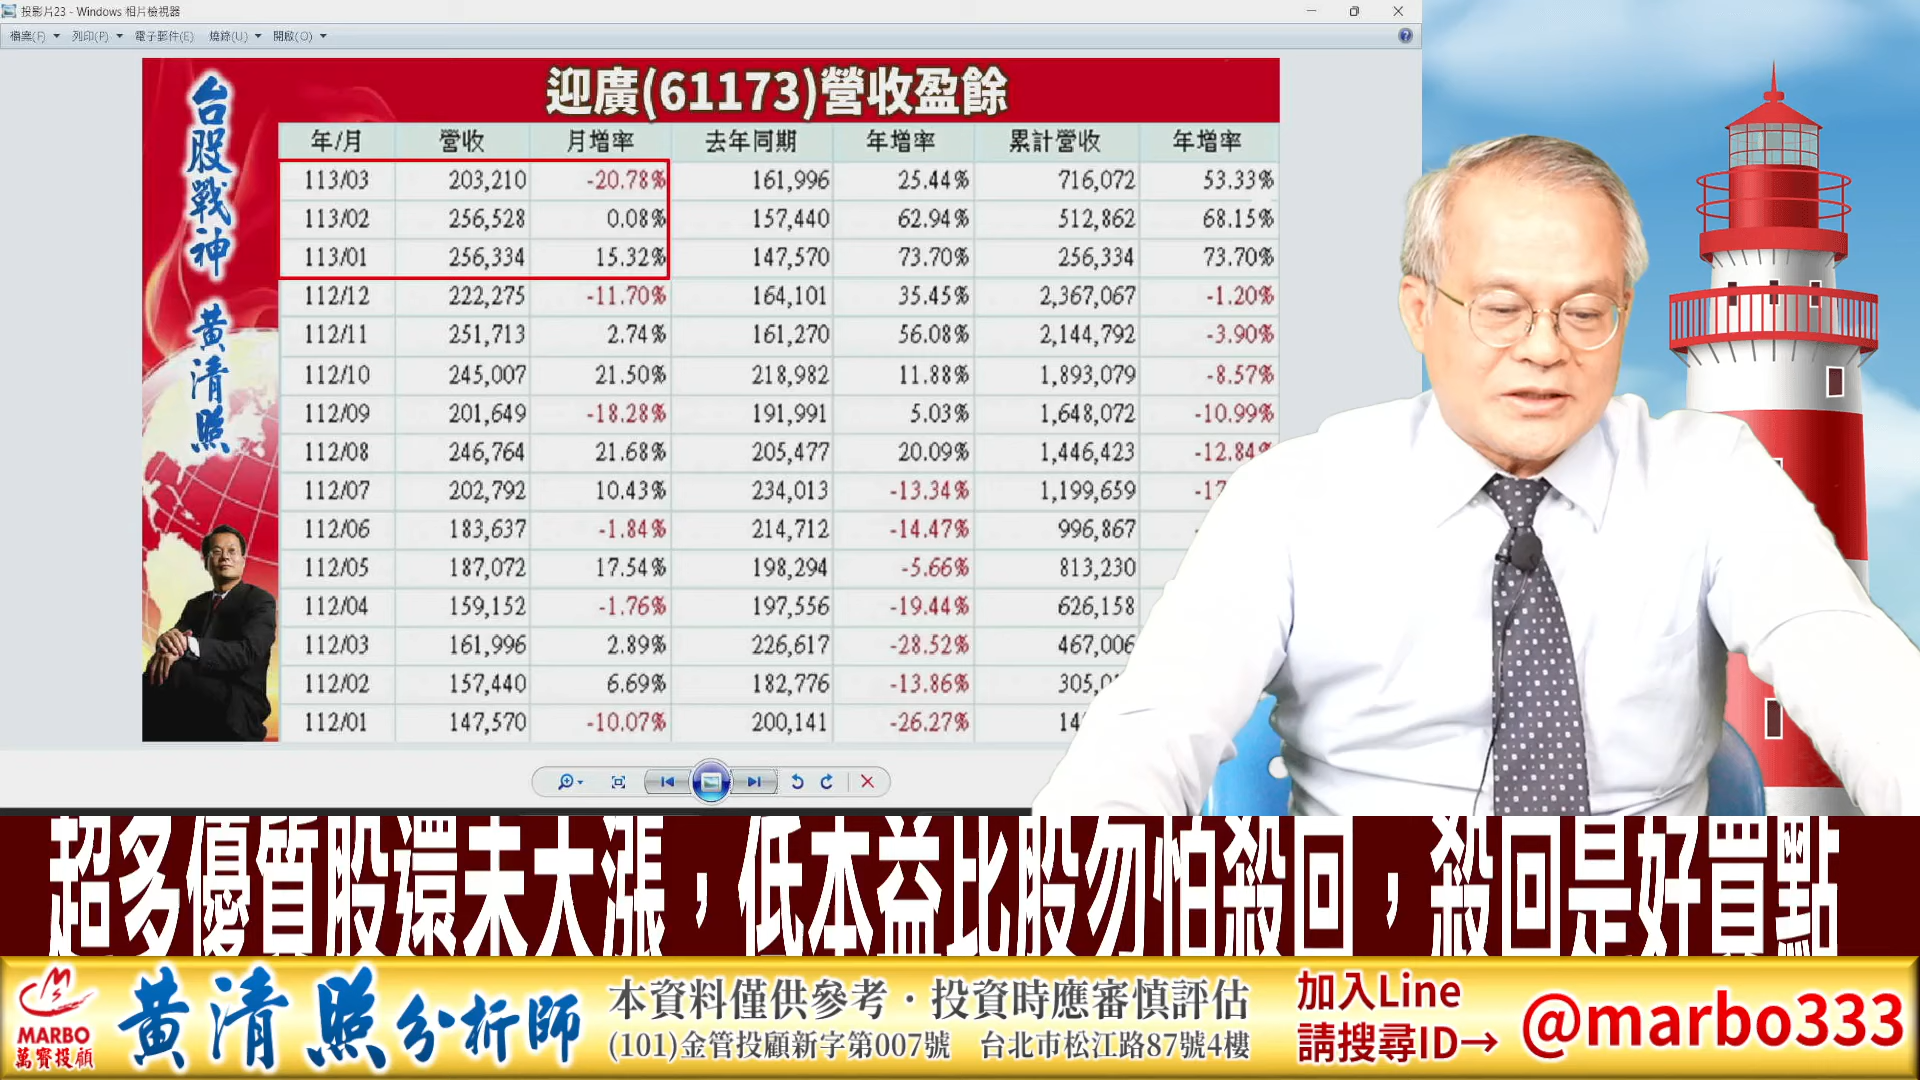 投影片23 - Windows 相片檢視器
檔案(F) 列印(P) 電子郵件(E) 燒錄(U) 開啟(O)
台股戰神 黃清照
迎廣(61173)營收盈餘
年/月 營收 月增率 去年同期 年增率 累計營收 年增率
113/03 203,210 -20.78% 161,996 25.44% 716,072 53.33%
113/02 256,528 0.08% 157,440 62.94% 512,862 68.15%
113/01 256,334 15.32% 147,570 73.70% 256,334 73.70%
112/12 222,275 -11.70% 164,101 35.45% 2,367,067 -1.20%
112/11 251,713 2.74% 161,270 56.08% 2,144,792 -3.90%
112/10 245,007 21.50% 218,982 11.88% 1,893,079 -8.57%
112/09 201,649 -18.28% 191,991 5.03% 1,648,072 -10.99%
112/08 246,764 21.68% 205,477 20.09% 1,446,423 -12.84%
112/07 202,792 10.43% 234,013 -13.34% 1,199,659
112/06 183,637 -1.84% 214,712 -14.47% 996,867
112/05 187,072 17.54% 198,294 -5.66% 813,230
112/04 159,152 -1.76% 197,556 -19.44% 626,158
112/03 161,996 2.89% 226,617 -28.52% 467,006
112/02 157,440 6.69% 182,776 -13.86%
112/01 147,570 -10.07% 200,141 -26.27%
超多優質股還未大漲，低本益比股勿怕殺回，殺回是好買點
MARBO
萬寶投顧
黃清照分析師
本資料僅供參考．投資時應審慎評估
(101)金管投顧新字第007號 台北市松江路87號4樓
加入Line
請搜尋ID→
@marbo333